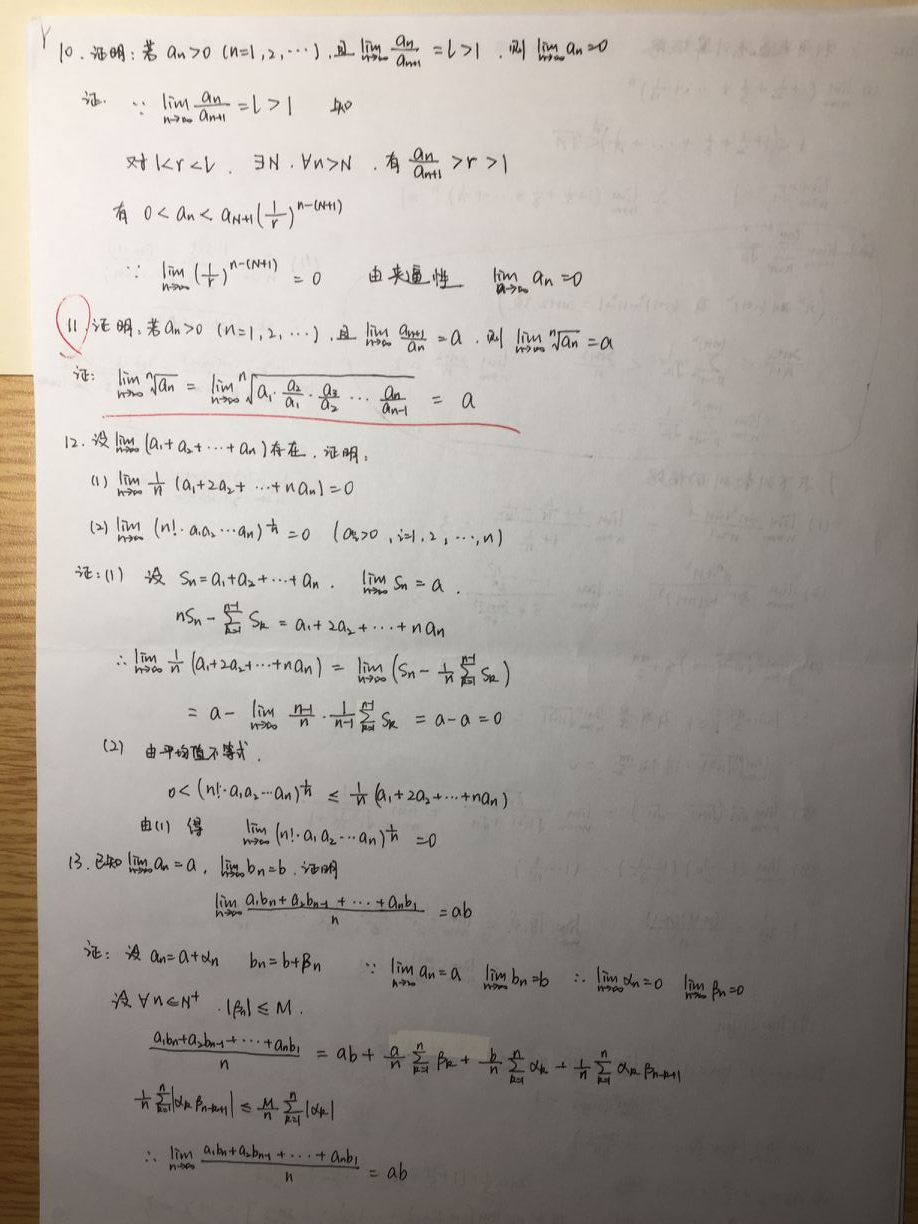 10. 证明: 若 aₙ>0 (n=1,2,⋯), 且 lim_{n→∞} aₙ/aₙ₊₁ = l >1, 则 lim_{n→∞} aₙ=0
证. ∵ lim_{n→∞} aₙ/aₙ₊₁ = l >1 知
对 1<r<l. ∃N. ∀n>N. 有 aₙ/aₙ₊₁ > r >1
有 0 < aₙ < a_{N+1}(1/r)^{n-(N+1)}
∵ lim_{n→∞} (1/r)^{n-(N+1)} = 0 由夹逼性 lim_{n→∞} aₙ=0
11. 证明: 若 aₙ>0 (n=1,2,⋯), 且 lim_{n→∞} aₙ₊₁/aₙ = a, 则 lim_{n→∞} ⁿ√aₙ = a
证: lim_{n→∞} ⁿ√aₙ = lim_{n→∞} ⁿ√(a₁·a₂/a₁·a₃/a₂⋯aₙ/aₙ₋₁) = a
12. 设 lim_{n→∞} (a₁+a₂+⋯+aₙ) 存在. 证明:
(1) lim_{n→∞} 1/n (a₁+2a₂+⋯+naₙ)=0
(2) lim_{n→∞} (n!·a₁a₂⋯aₙ)^{1/n} = 0 (aᵢ>0, i=1,2,⋯,n)
证: (1) 设 Sₙ=a₁+a₂+⋯+aₙ. lim_{n→∞} Sₙ = a.
nSₙ - Σ_{k=1}^{n-1} Sₖ = a₁+2a₂+⋯+naₙ
∴ lim_{n→∞} 1/n (a₁+2a₂+⋯+naₙ) = lim_{n→∞} (Sₙ - 1/n Σ_{k=1}^{n-1} Sₖ)
= a - lim_{n→∞} (n-1)/n · 1/(n-1) Σ_{k=1}^{n-1} Sₖ = a-a=0
(2) 由平均值不等式.
0<(n!·a₁a₂⋯aₙ)^{1/n} ≤ 1/n (a₁+2a₂+⋯+naₙ)
由(1) 得 lim_{n→∞} (n!·a₁a₂⋯aₙ)^{1/n} =0
13. 已知 lim_{n→∞} aₙ=a, lim_{n→∞} bₙ=b. 证明
lim_{n→∞} (a₁bₙ+a₂bₙ₋₁+⋯+aₙb₁)/n = ab
证: 设 aₙ=a+αₙ bₙ=b+βₙ ∵ lim_{n→∞} aₙ=a lim_{n→∞} bₙ=b ∴ lim_{n→∞} αₙ=0 lim_{n→∞} βₙ=0
设 ∀n∈N⁺. |βₙ| ≤ M.
(a₁bₙ+a₂bₙ₋₁+⋯+aₙb₁)/n = ab + a/n Σ_{k=1}^{n} βₖ + b/n Σ_{k=1}^{n} αₖ + 1/n Σ_{k=1}^{n} αₖβₙ₋ₖ₊₁
1/n Σ_{k=1}^{n} |αₖβₙ₋ₖ₊₁| ≤ M/n Σ_{k=1}^{n} |αₖ|
∴ lim_{n→∞} (a₁bₙ+a₂bₙ₋₁+⋯+aₙb₁)/n = ab